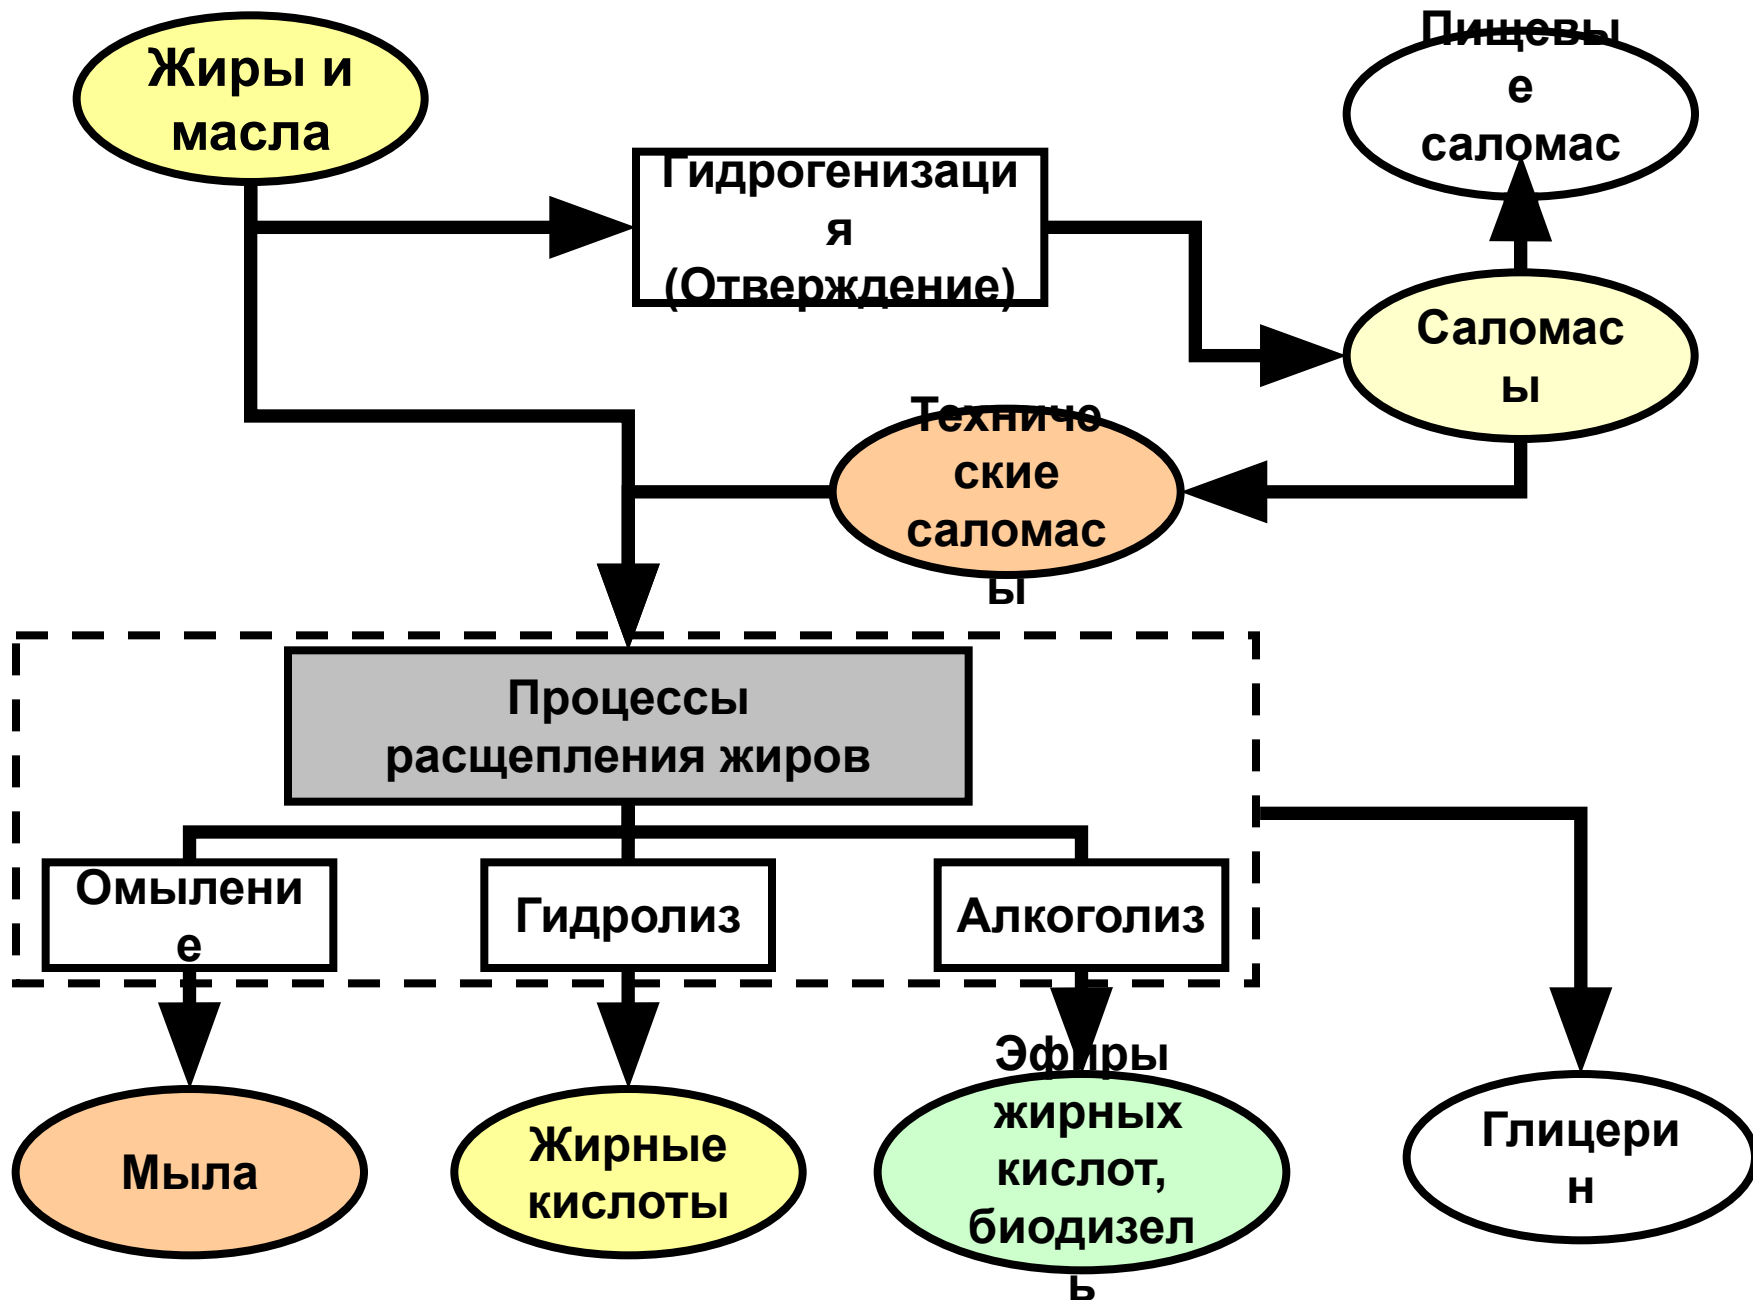 Жиры и
масла
Пищевы
е
саломас
Гидрогенизаци
я
(Отверждение)
Саломас
ы
Техниче
ские
саломас
ы
Процессы
расщепления жиров
Омылени
е
Гидролиз
Алкоголиз
Мыла
Жирные
кислоты
Эфиры
жирных
кислот,
биодизел
ь
Глицери
н